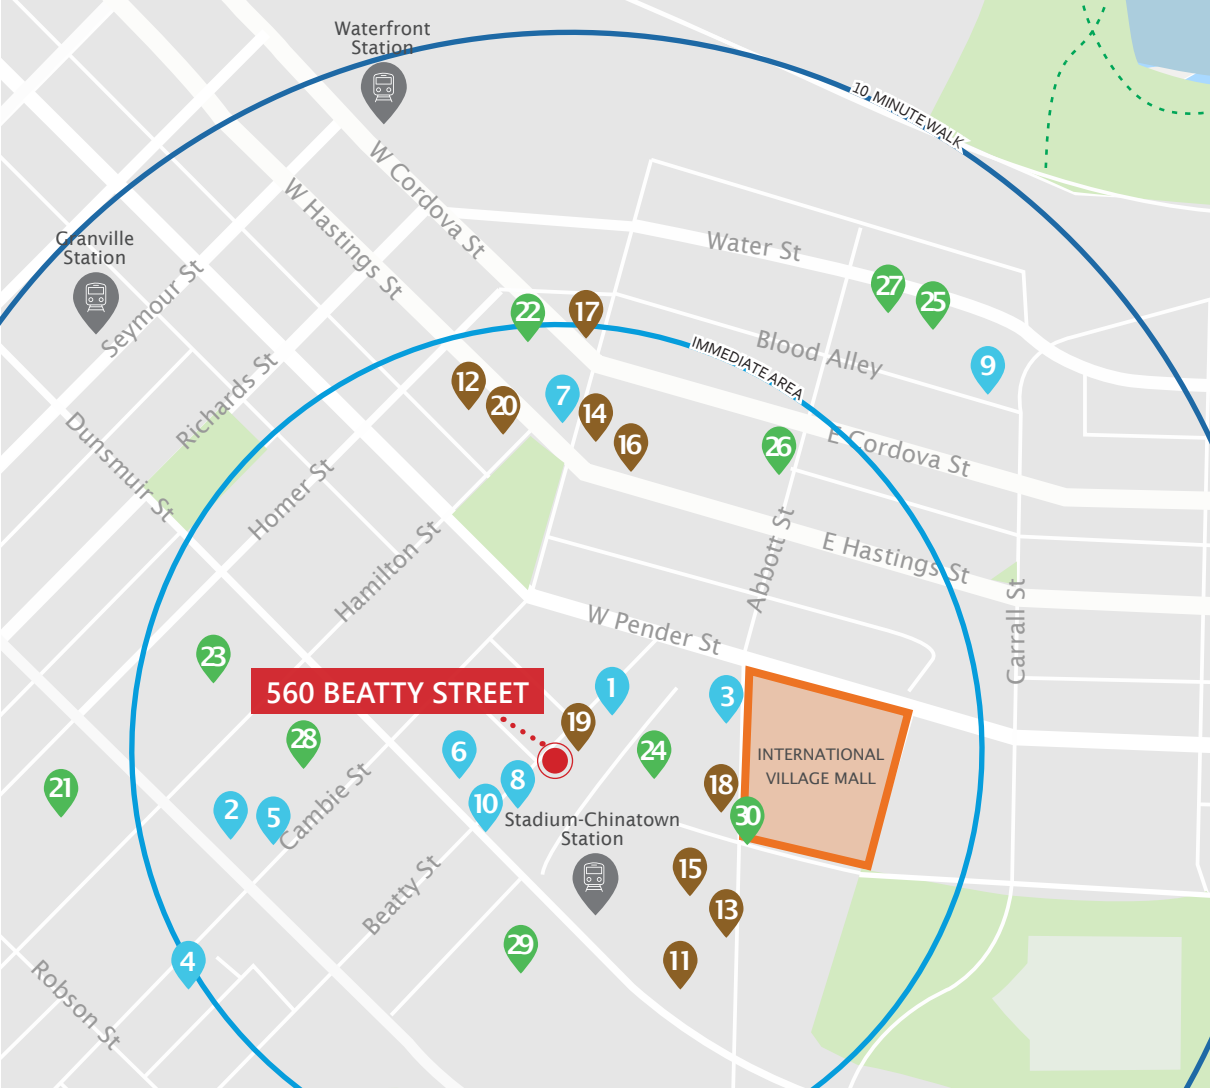 Waterfront
Station
10 MINUTE WALK
W Cordova St
W Hastings St
Granville
Station
Seymour St
Water St
27
25
22
17
Blood Alley
IMMEDIATE AREA
9
Richards St
12
20
7
14
16
26
E Cordova St
Dunsmuir St
Homer St
Hamilton St
Abbott St
E Hastings St
W Pender St
Carrall St
23
560 BEATTY STREET
1
3
19
28
6
24
INTERNATIONAL
VILLAGE MALL
21
2
5
8
10
18
30
Cambie St
Stadium-Chinatown
Station
15
Beatty St
13
29
11
4
Robson St